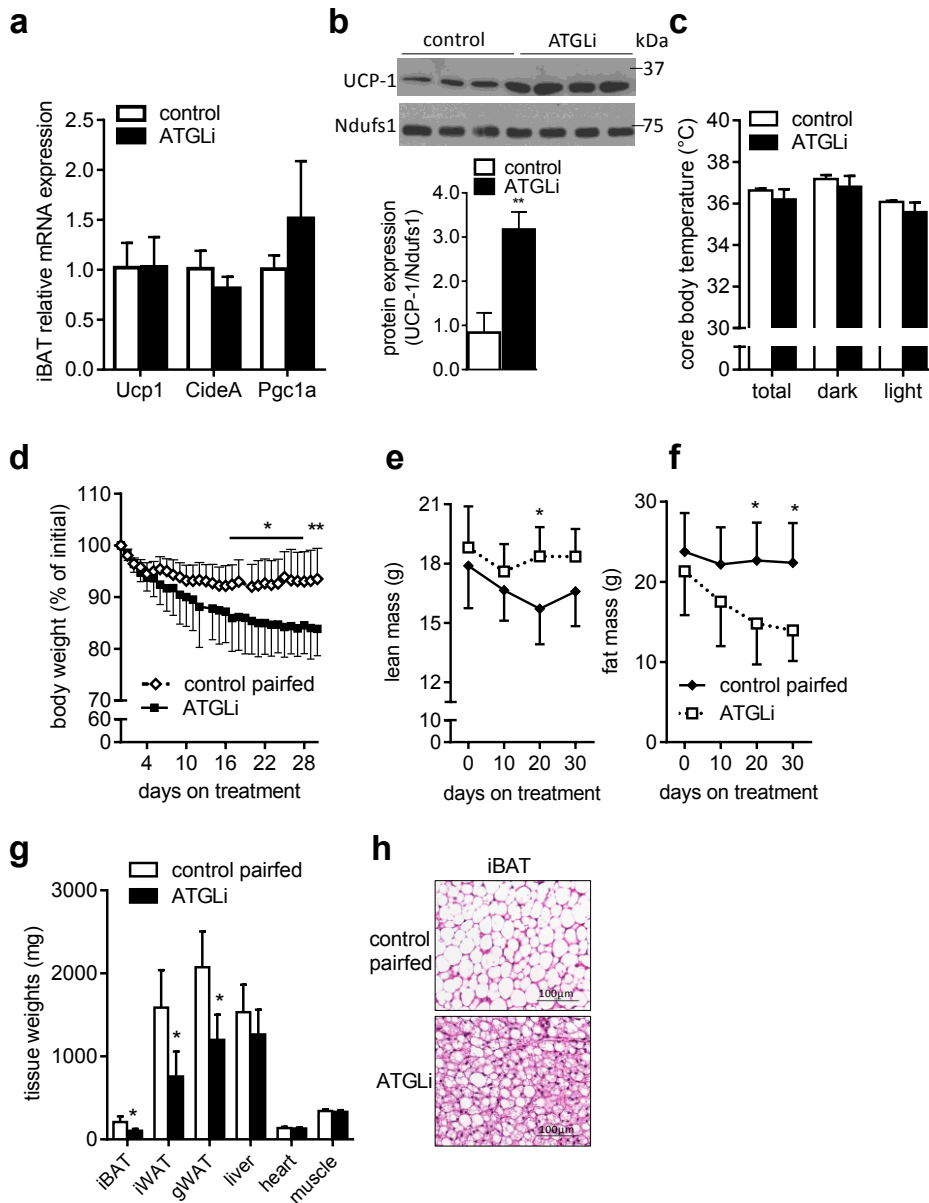 a
control
ATGLi
iBAT relative mRNA expression
2.5
2.0
1.5
1.0
0.5
0.0
Ucp1 CideA Pgc1a
b
control ATGLi kDa
UCP-1
37
Ndufs1
75
control
ATGLi
protein expression
(UCP-1/Ndufs1)
4.0
3.0
1.0
0.0
**
c
control
ATGLi
core body temperature (°C)
40
38
36
34
32
30
0
total dark light
d
body weight (% of initial)
110
100
90
80
70
60
0
* **
control pairfed
ATGLi
4 10 16 22 28
days on treatment
e
lean mass (g)
21
18
15
12
10
0
*
0 10 20 30
days on treatment
f
fat mass (g)
30
20
10
0
* *
control pairfed
ATGLi
0 10 20 30
days on treatment
g
control pairfed
ATGLi
tissue weights (mg)
3000
2000
1000
0
* * *
iBAT iWAT gWAT liver heart muscle
h
iBAT
control
pairfed
100µm
ATGLi
100µm